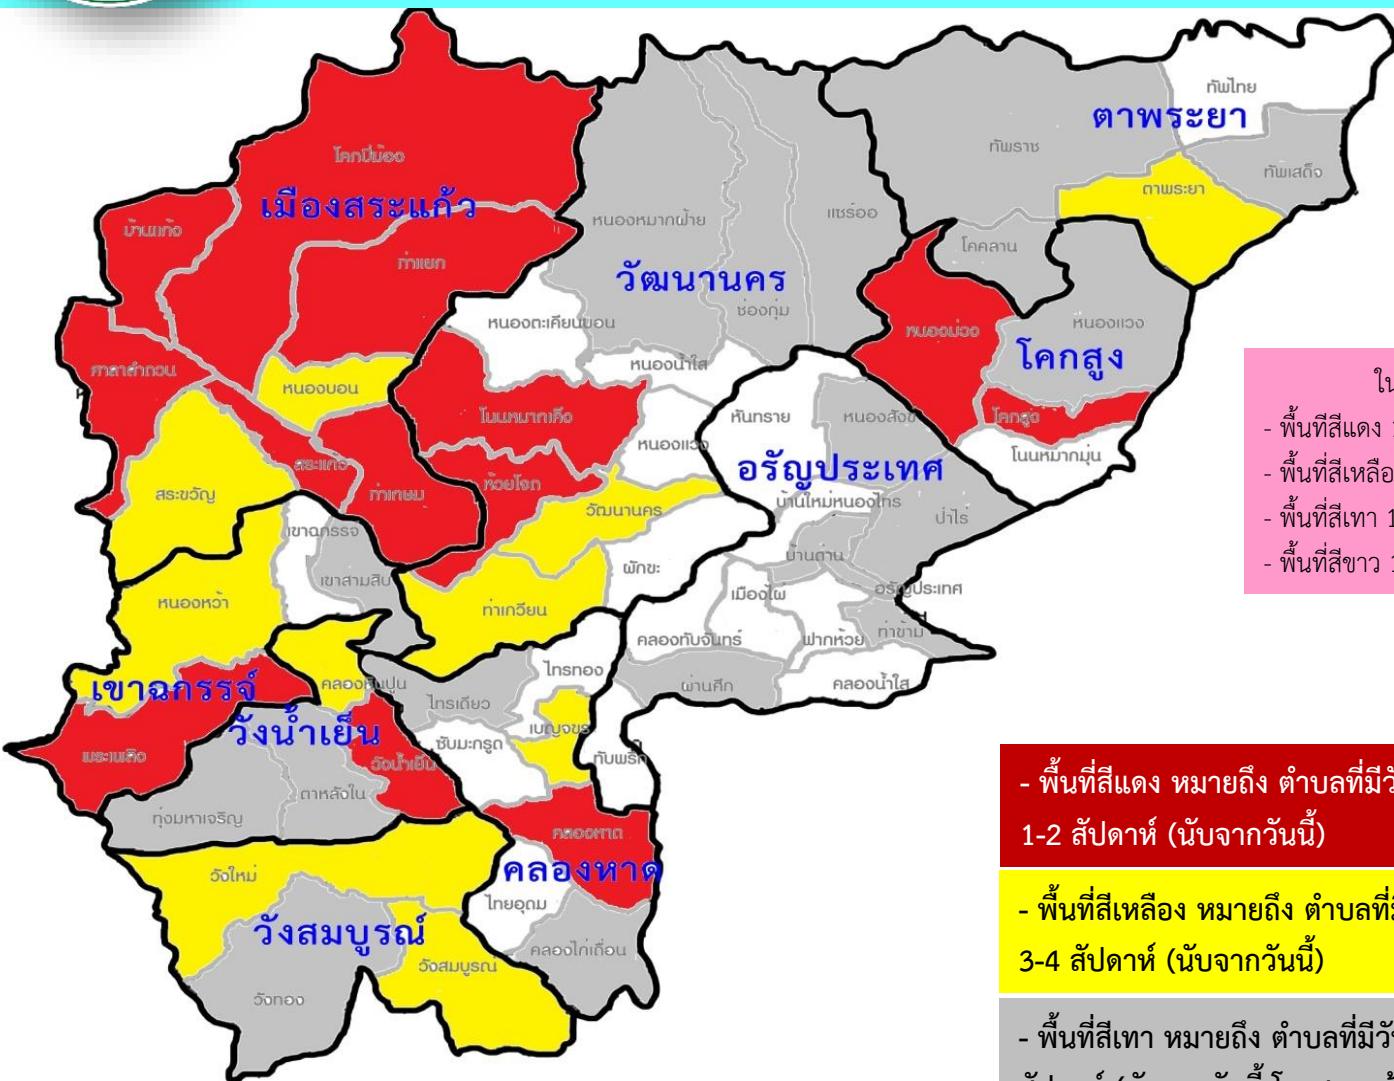 ทัพไทย
ตาพระยา
ทัพราช
โคกปี่ฆ้อง
ทัพเสด็จ
ตาพระยา
เมืองสระแก้ว
หนองหมากฝ้าย
แซร์ออ
บ้านแก้ง
โคคลาน
ท่าแยก
วัฒนานคร
ช่องกุ่ม
หนองตะเคียนบอน
หนองม่วง
หนองแวง
โคกสูง
หนองน้ำใส
ศาลาลำดวน
หนองบอน
โนนหมากเค็ง
หันทราย
หนองสังข์
โคกสูง
หนองแวง
โนนหมากมุ่น
สระแก้ว
อรัญประเทศ
สระขวัญ
ท่าเกษม
ห้วยโจด
วัฒนานคร
บ้านใหม่หนองไทร
ป่าไร่
เขาฉกรรจ์
บ้านด่าน
เขาสามสิบ
ผักขะ
เมืองไผ่
อรัญประเทศ
หนองหว้า
ท่าเกวียน
คลองทับจันทร์
ฟากห้วย
ท่าข้าม
ไทรทอง
ผ่านศึก
คลองน้ำใส
คลองหินปูน
เขาฉกรรจ์
ไทรเดี่ยว
เบญจขร
วังน้ำเย็น
ซับมะกรูด
ทับพริก
วังน้ำเย็น
ตาหลังใน
ทุ่งมหาเจริญ
คลองหาด
วังใหม่
คลองหาด
ไทยอุดม
วังสมบูรณ์
คลองไก่เถื่อน
วังสมบูรณ์
วังทอง
ใน
- พื้นที่สีแดง
- พื้นที่สีเหลือ
- พื้นที่สีเทา 1
- พื้นที่สีขาว 1
- พื้นที่สีแดง หมายถึง ตำบลที่มีวั
1-2 สัปดาห์ (นับจากวันนี้)
- พื้นที่สีเหลือง หมายถึง ตำบลที่มี
3-4 สัปดาห์ (นับจากวันนี้)
- พื้นที่สีเทา หมายถึง ตำบลที่มีวั